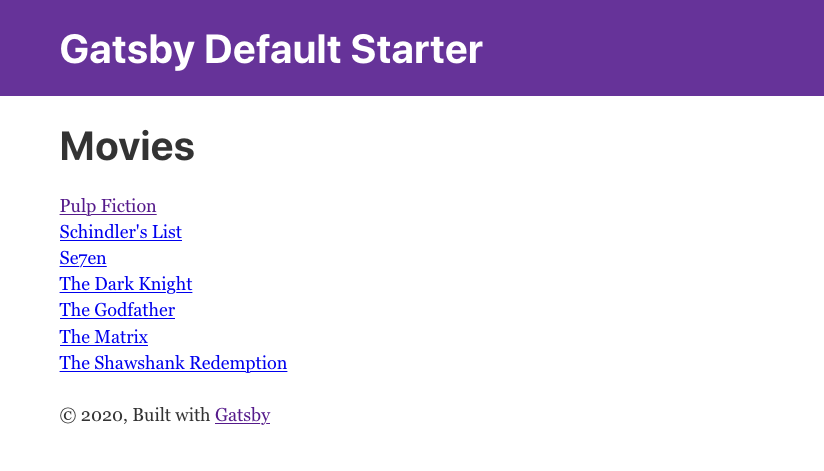 Gatsby Default Starter
Movies
Pulp Fiction
Schindler's List
Se7en
The Dark Knight
The Godfather
The Matrix
The Shawshank Redemption
© 2020, Built with Gatsby